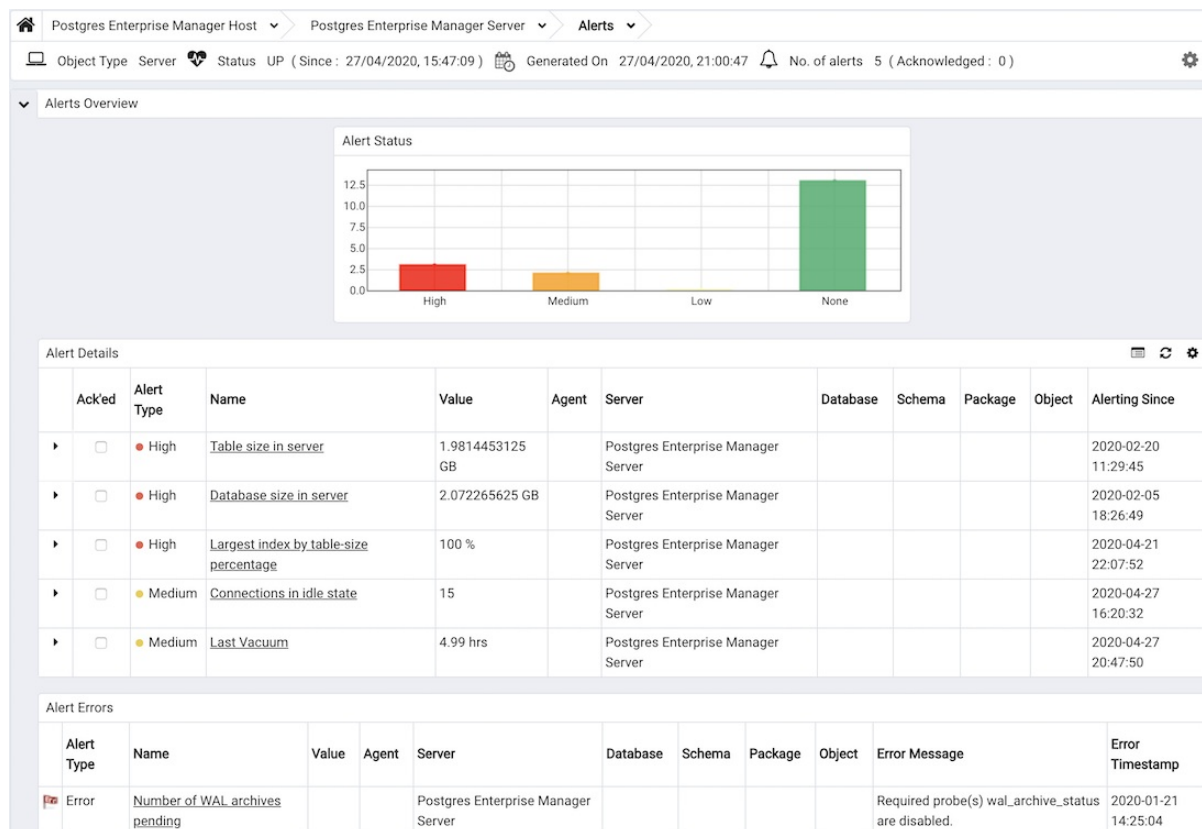 Postgres Enterprise Manager Host Postgres Enterprise Manager Server Alerts
Object Type Server Status UP ( Since : 27/04/2020, 15:47:09 ) Generated On 27/04/2020, 21:00:47 No. of alerts 5 ( Acknowledged : 0 )
Alerts Overview
Alert Status
12.5
10.0
7.5
5.0
2.5
0.0
High Medium Low None
Alert Details
Ack'ed Alert Type Name Value Agent Server Database Schema Package Object Alerting Since
High Table size in server 1.9814453125 Postgres Enterprise Manager 2020-02-20
GB Server 11:29:45
High Database size in server 2.072265625 GB Postgres Enterprise Manager 2020-02-05
Server 18:26:49
High Largest index by table-size 100 % Postgres Enterprise Manager 2020-04-21
percentage Server 22:07:52
Medium Connections in idle state 15 Postgres Enterprise Manager 2020-04-27
Server 16:20:32
Medium Last Vacuum 4.99 hrs Postgres Enterprise Manager 2020-04-27
Server 20:47:50
Alert Errors
Alert Type Name Value Agent Server Database Schema Package Object Error Message Error Timestamp
Error Number of WAL archives Postgres Enterprise Manager Required probe(s) wal_archive_status 2020-01-21
pending Server are disabled. 14:25:04